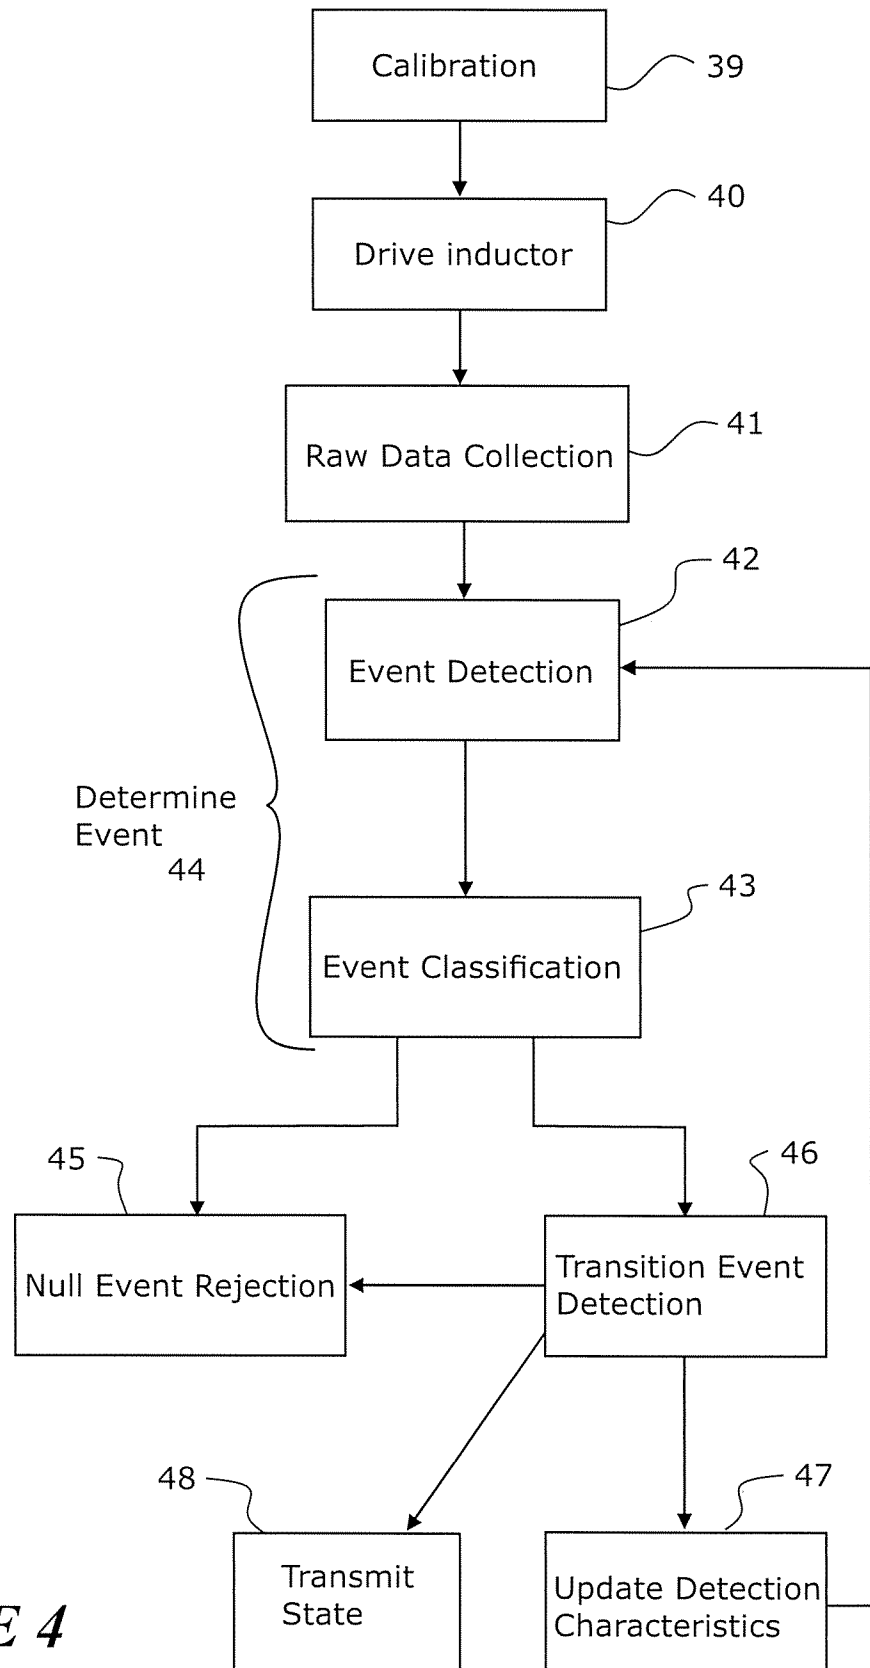 Calibration
39
40
Drive inductor
41
Raw Data Collection
42
Event Detection
Determine
Event
44
43
Event Classification
45
46
Null Event Rejection
Transition Event
Detection
48
47
Transmit
State
Update Detection
Characteristics
E 4